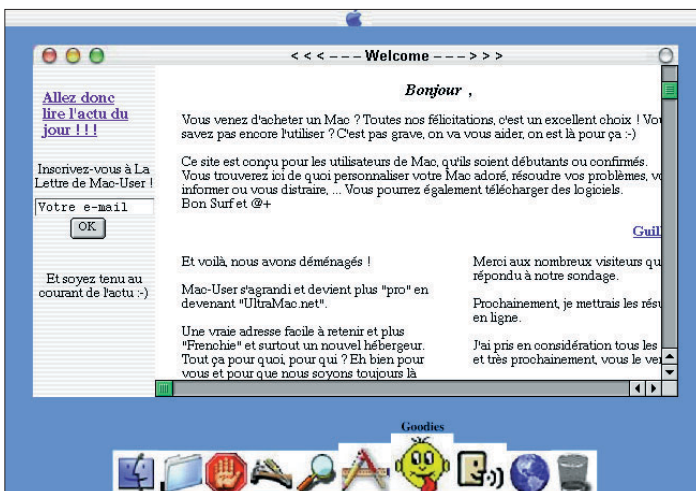 < < < – – – Welcome – – – > > >
Allez donc
lire l'actu du
jour ! ! !
Inscrivez-vous à La
Lettre de Mac-User !
Votre e-mail
OK
Et soyez tenu au
courant de l'actu :-)
Bonjour ,
Vous venez d'acheter un Mac ? Toutes nos félicitations, c'est un excellent choix !
savez pas encore l'utiliser ? C'est pas grave, on va vous aider, on est là pour ça :-)
Ce site est conçu pour les utilisateurs de Mac, qu'ils soient débutants ou confirmés.
Vous trouverez ici de quoi personnaliser votre Mac adoré, résoudre vos problèmes,
informer ou vous distraire, ... Vous pourrez également télécharger des logiciels.
Bon Surf et @+
Et voilà, nous avons déménagés !
Mac-User s'agrandi et devient plus "pro" en
devenant "UltraMac.net".
Une vraie adresse facile à retenir et plus
"Frenchie" et surtout un nouvel hébergeur.
Tout ça pour quoi, pour qui ? Eh bien pour
vous et pour que nous soyons toujours là
Merci aux nombreux visiteurs
répondu à notre sondage.
Prochainement, je mettrais les
en ligne.
J'ai pris en considération tous les
et très prochainement, vous le
Goodies